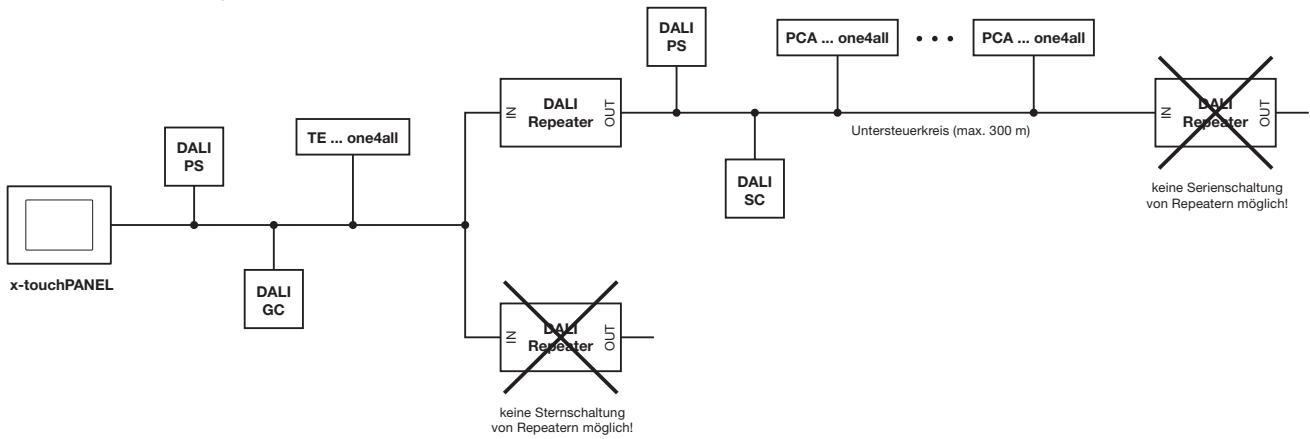 DALI
PS
PCA ... one4all
• • •
PCA ... one4all
IN
DALI
Repeater
OUT
IN
DALI
Repeater
OUT
Untersteuerkreis (max. 300 m)
DALI
SC
keine Serienschaltung
von Repeatern möglich!
DALI
PS
TE ... one4all
x-touchPANEL
DALI
GC
IN
DALI
Repeater
OUT
keine Sternschaltung
von Repeatern möglich!